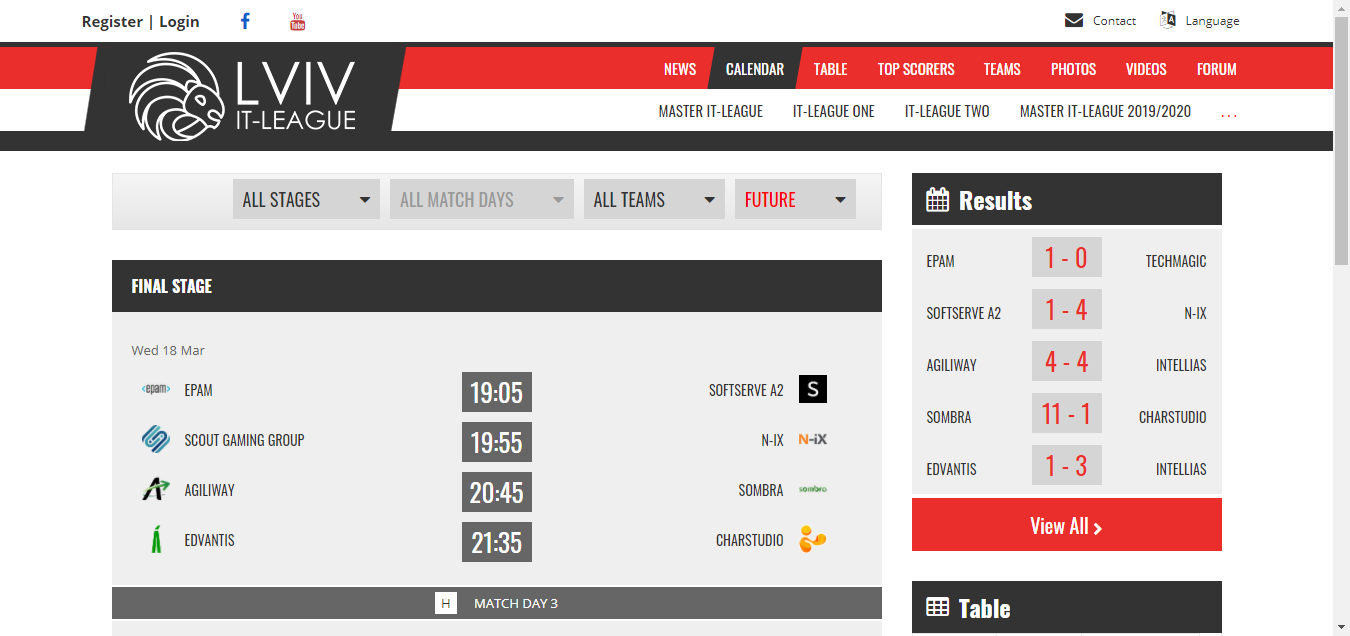 Register | Login
f
You Tube
Contact
Language
LVIV
IT-LEAGUE
NEWS CALENDAR TABLE TOP SCORERS TEAMS PHOTOS VIDEOS FORUM
MASTER IT-LEAGUE IT-LEAGUE ONE IT-LEAGUE TWO MASTER IT-LEAGUE 2019/2020 ...
ALL STAGES ALL MATCH DAYS ALL TEAMS FUTURE
FINAL STAGE
Wed 18 Mar
<epam> EPAM 19:05 SOFTSERVE A2 S
SCOUT GAMING GROUP 19:55 N-IX N-iX
AGILIWAY 20:45 SOMBRA sombra
EDVANTIS 21:35 CHARSTUDIO
H MATCH DAY 3
Results
EPAM 1 - 0 TECHMAGIC
SOFTSERVE A2 1 - 4 N-IX
AGILIWAY 4 - 4 INTELLIAS
SOMBRA 11 - 1 CHARSTUDIO
EDVANTIS 1 - 3 INTELLIAS
View All
Table